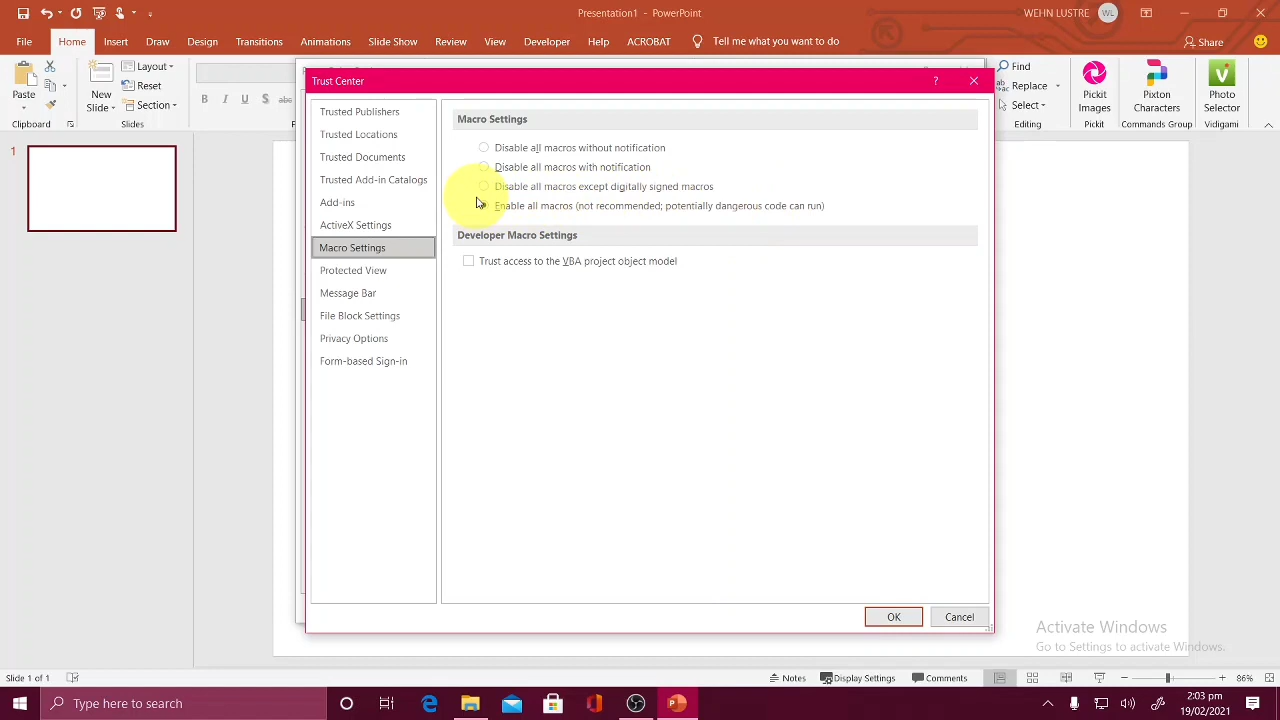 Presentation1 - PowerPoint
WEHN LUSTRE
WL
File
Home
Insert
Draw
Design
Transitions
Animations
Slide Show
Review
View
Developer
Help
ACROBAT
Tell me what you want to do
Share
Paste
Clipboard
New
Slide
Layout
Reset
Section
Slides
B I U S abc
Find
Replace
Select
Editing
Pickit
Images
Pickit
Pixton
Characters
Commands Group
Photo
Selector
Vidigami
Trust Center
?
Trusted Publishers
Trusted Locations
Trusted Documents
Trusted Add-in Catalogs
Add-ins
ActiveX Settings
Macro Settings
Protected View
Message Bar
File Block Settings
Privacy Options
Form-based Sign-in
Macro Settings
Disable all macros without notification
Disable all macros with notification
Disable all macros except digitally signed macros
Enable all macros (not recommended; potentially dangerous code can run)
Developer Macro Settings
Trust access to the VBA project object model
OK
Cancel
1
Activate Windows
Go to Settings to activate Windows.
Slide 1 of 1
Notes
Display Settings
Comments
86%
Type here to search
2:03 pm
19/02/2021